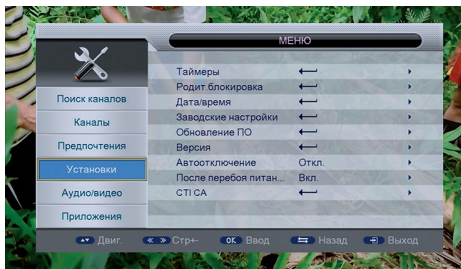 МЕНЮ
Таймеры
Родит.блокировка
Дата/время
Заводские настройки
Обновление ПО
Версия
Автоотключение Откл.
После перебоя питан... Вкл.
CTI CA
Поиск каналов
Каналы
Предпочтения
Установки
Аудио/видео
Приложения
Двиг. Стр+- OK Ввод Назад Выход